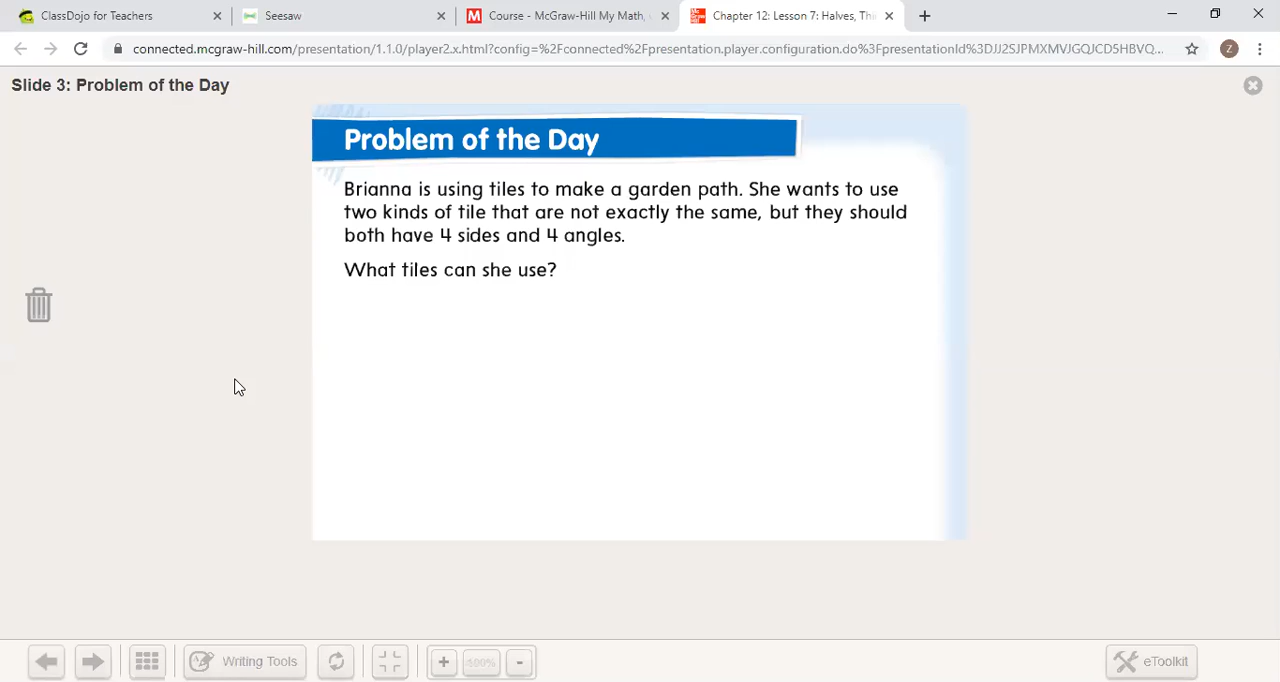 ClassDojo for Teachers
Seesaw
Course - McGraw-Hill My Math,
Chapter 12: Lesson 7: Halves, Thi
connected.mcgraw-hill.com/presentation/1.1.0/player2.x.html?config=%2Fconnected%2Fpresentation.player.configuration.do%3FpresentationId%3DJJ2SJPMXMVJGQJCD5HBVQ...
Z
Slide 3: Problem of the Day
Problem of the Day
Brianna is using tiles to make a garden path. She wants to use
two kinds of tile that are not exactly the same, but they should
both have 4 sides and 4 angles.
What tiles can she use?
Writing Tools
+
100%
-
eToolkit